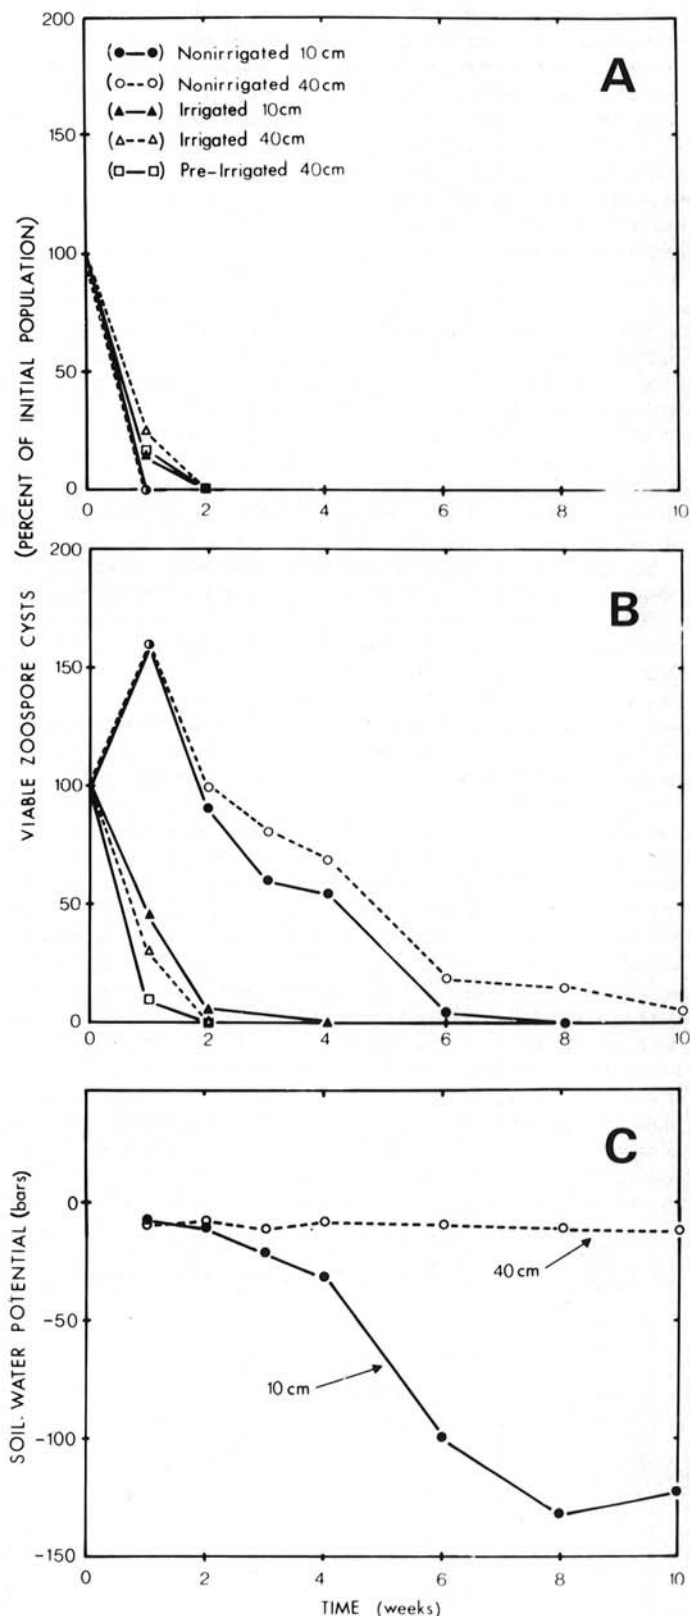 200
(●—●) Nonirrigated 10 cm
(○--○) Nonirrigated 40 cm
(▲—▲) Irrigated 10cm
(△--△) Irrigated 40cm
(□—□) Pre-Irrigated 40cm
A
150
100
50
0
0 2 4 6 8 10
VIABLE ZOOSPORE CYSTS (PERCENT OF INITIAL POPULATION)
200
B
150
100
50
0
0 2 4 6 8 10
C
SOIL-WATER POTENTIAL (bars)
0
40 cm
-50
10 cm
-100
-150
0 2 4 6 8 10
TIME (weeks)